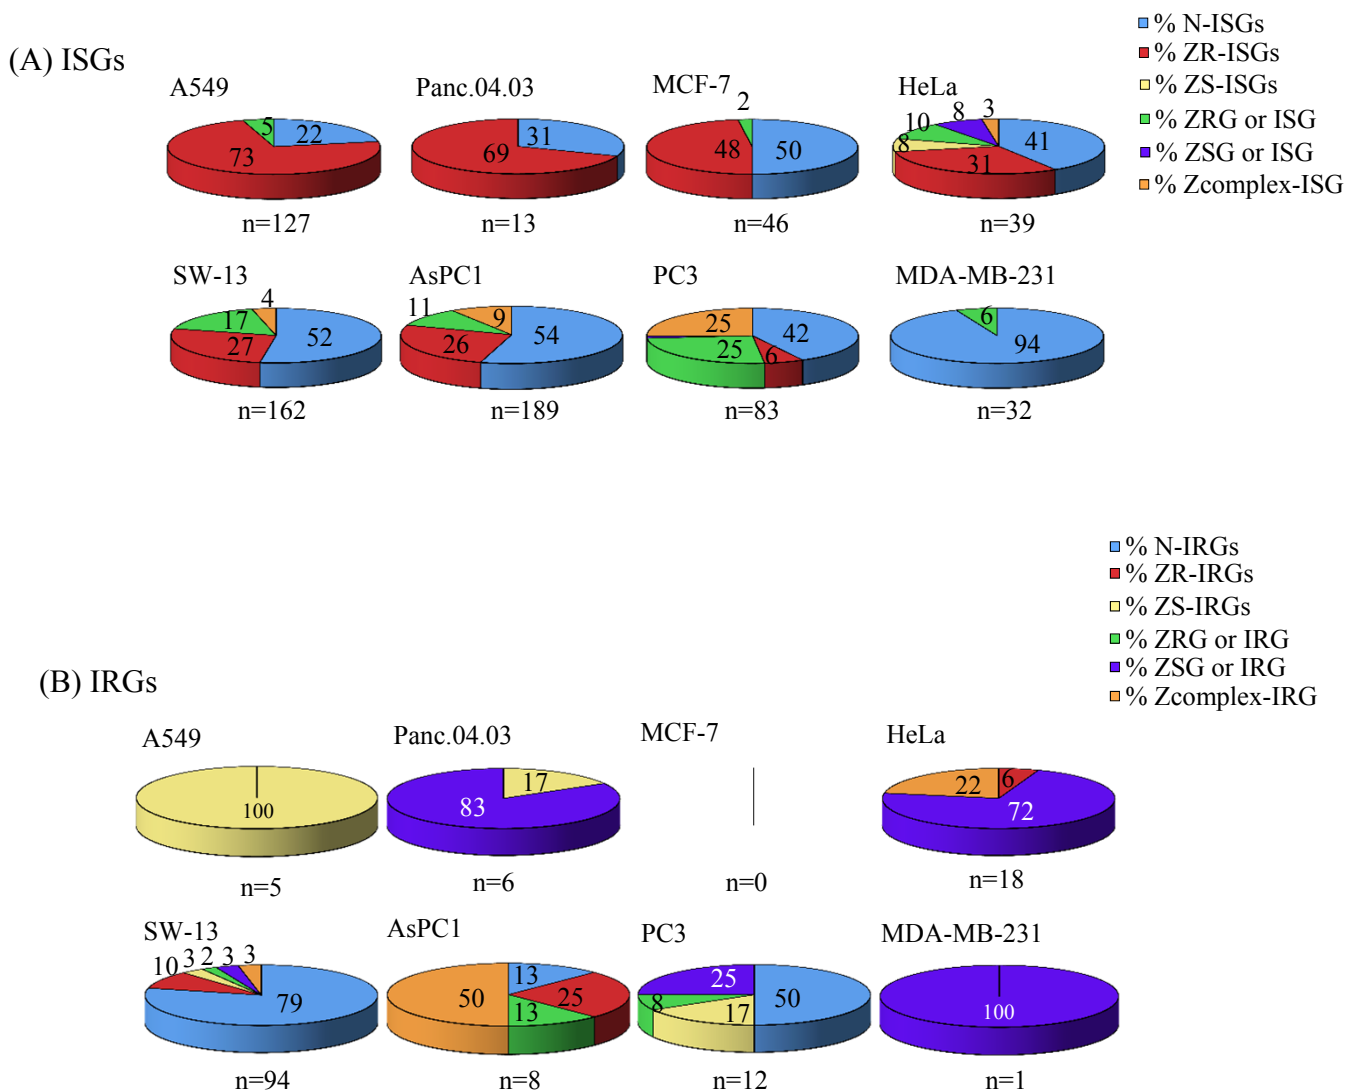 (A) ISGs
% N-ISGs
% ZR-ISGs
% ZS-ISGs
% ZRG or ISG
% ZSG or ISG
% Zcomplex-ISG
A549
5
22
73
n=127
Panc.04.03
31
69
n=13
MCF-7
2
48
50
n=46
HeLa
3
8
10
8
41
31
n=39
SW-13
4
17
27
52
n=162
AsPC1
11
9
26
54
n=189
PC3
25
42
25
6
n=83
MDA-MB-231
6
94
n=32
% N-IRGs
% ZR-IRGs
% ZS-IRGs
% ZRG or IRG
% ZSG or IRG
% Zcomplex-IRG
(B) IRGs
A549
100
n=5
Panc.04.03
17
83
n=6
MCF-7
n=0
HeLa
22
6
72
n=18
SW-13
10
3
2
3
3
79
n=94
AsPC1
13
50
25
13
n=8
PC3
25
50
8
17
n=12
MDA-MB-231
100
n=1